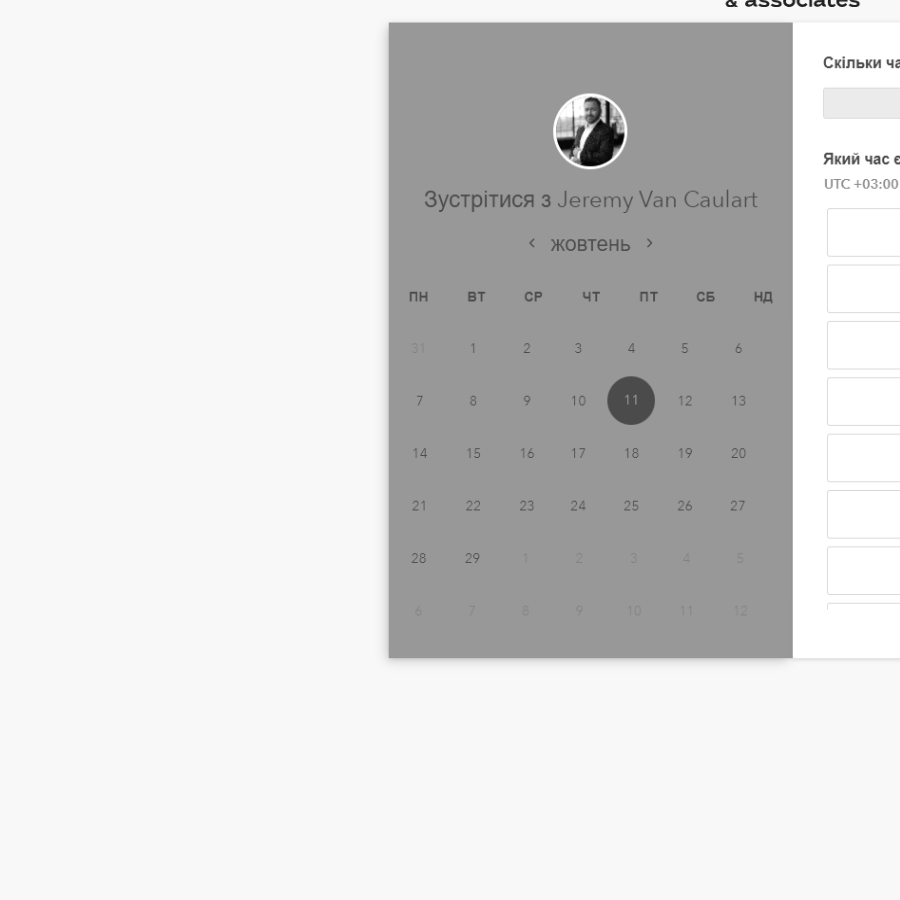 & associates
Зустрітися з Jeremy Van Caulart
‹ жовтень ›
ПН ВТ СР ЧТ ПТ СБ НД
31 1 2 3 4 5 6
7 8 9 10 11 12 13
14 15 16 17 18 19 20
21 22 23 24 25 26 27
28 29 1 2 3 4 5
6 7 8 9 10 11 12
Скільки ча
Який час є
UTC +03:00